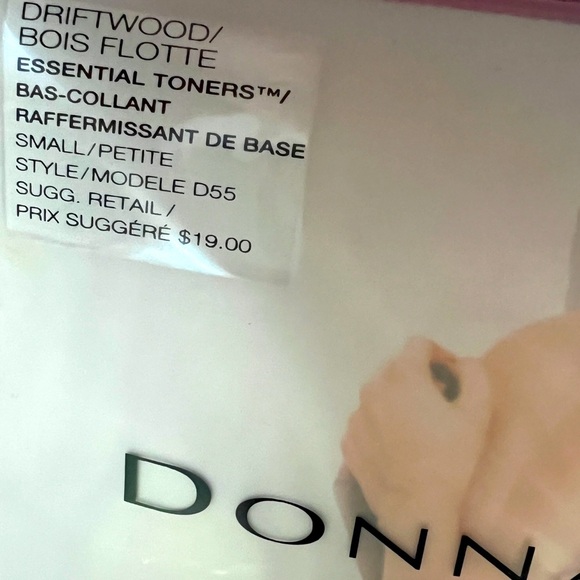 DRIFTWOOD/
BOIS FLOTTE
ESSENTIAL TONERS™/
BAS-COLLANT
RAFFERMISSANT DE BASE
SMALL/PETITE
STYLE/MODELE D55
SUGG. RETAIL/
PRIX SUGGÉRÉ $19.00
DONN